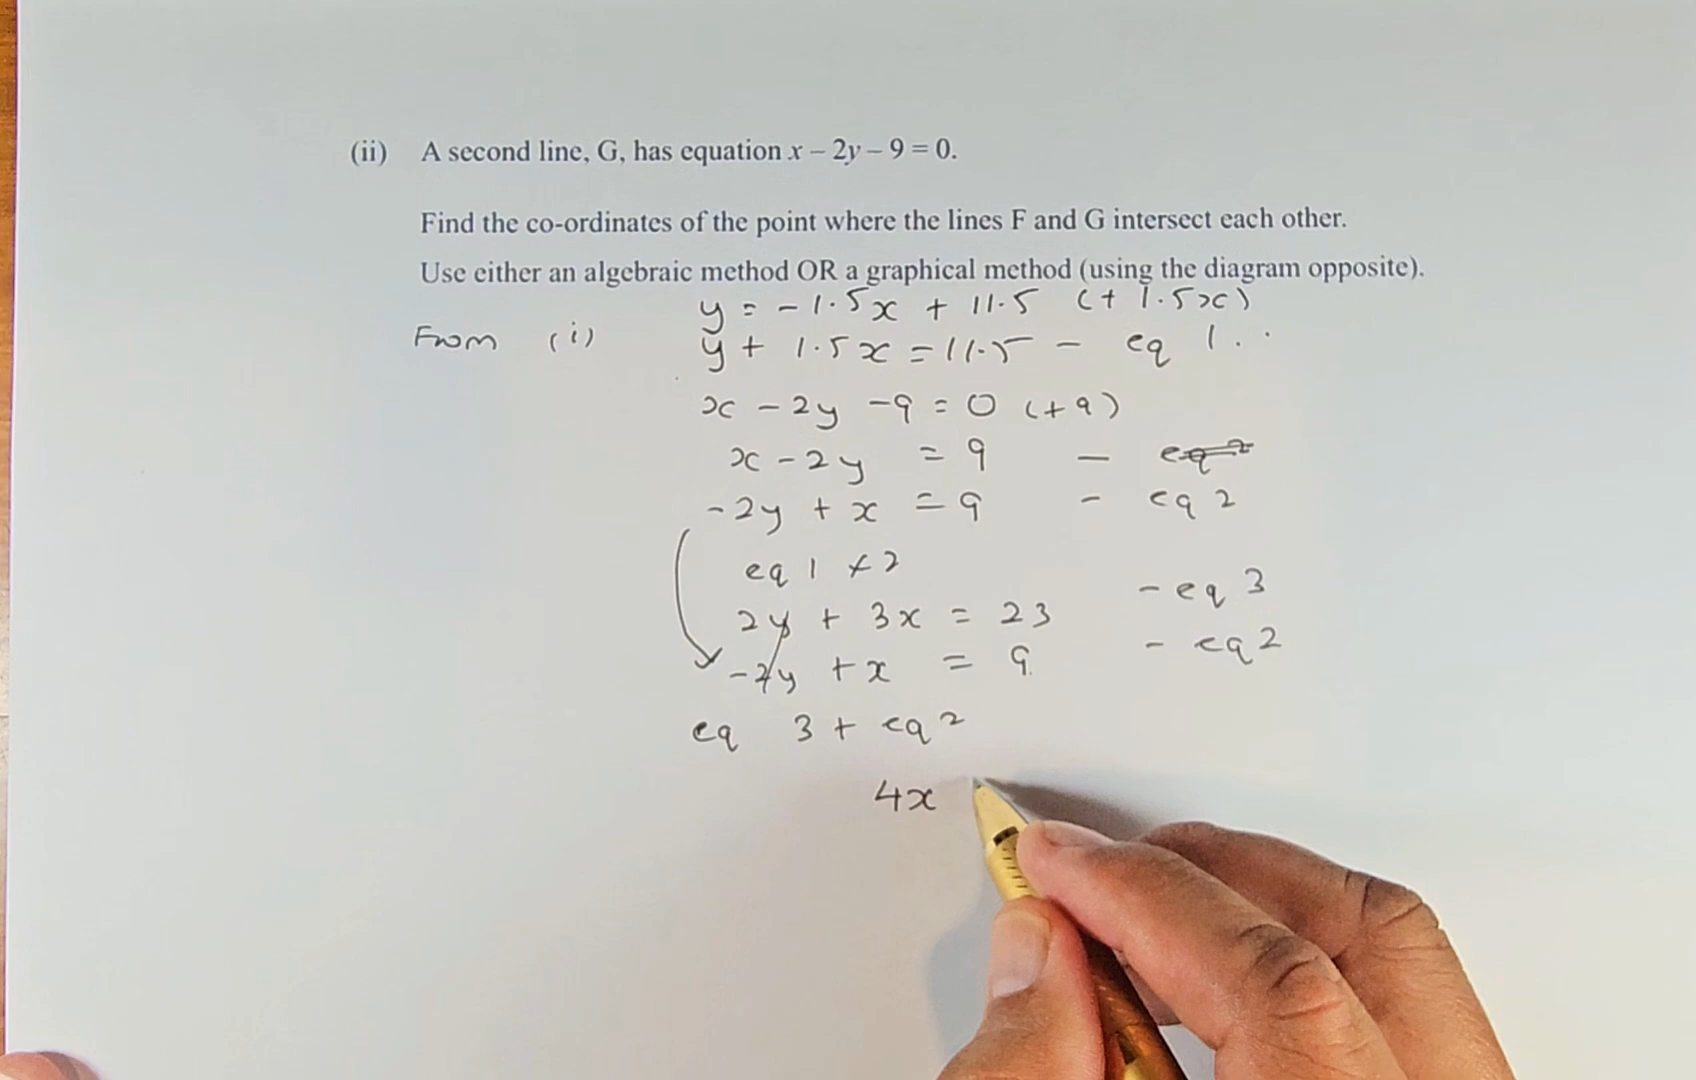 (ii) A second line, G, has equation x – 2y – 9 = 0.
Find the co-ordinates of the point where the lines F and G intersect each other.
Use either an algebraic method OR a graphical method (using the diagram opposite).
y = -1.5x + 11.5 (+ 1.5x)
From (i) y + 1.5x = 11.5 - eq 1.
x - 2y - 9 = 0 (+9)
x - 2y = 9 - eq 2
-2y + x = 9 - eq 2
eq 1 × 2
2y + 3x = 23 - eq 3
-2y + x = 9 - eq 2
eq 3 + eq 2
4x